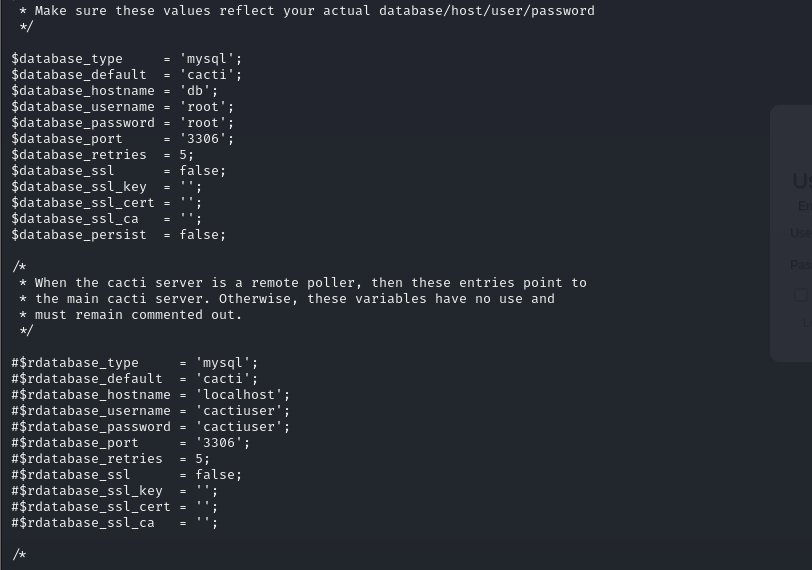 * Make sure these values reflect your actual database/host/user/password
*/
$database_type     = 'mysql';
$database_default  = 'cacti';
$database_hostname = 'db';
$database_username = 'root';
$database_password = 'root';
$database_port     = '3306';
$database_retries  = 5;
$database_ssl      = false;
$database_ssl_key  = '';
$database_ssl_cert = '';
$database_ssl_ca   = '';
$database_persist  = false;
/*
* When the cacti server is a remote poller, then these entries point to
* the main cacti server. Otherwise, these variables have no use and
* must remain commented out.
*/
#$rdatabase_type     = 'mysql';
#$rdatabase_default  = 'cacti';
#$rdatabase_hostname = 'localhost';
#$rdatabase_username = 'cactiuser';
#$rdatabase_password = 'cactiuser';
#$rdatabase_port     = '3306';
#$rdatabase_retries  = 5;
#$rdatabase_ssl      = false;
#$rdatabase_ssl_key  = '';
#$rdatabase_ssl_cert = '';
#$rdatabase_ssl_ca   = '';
/*